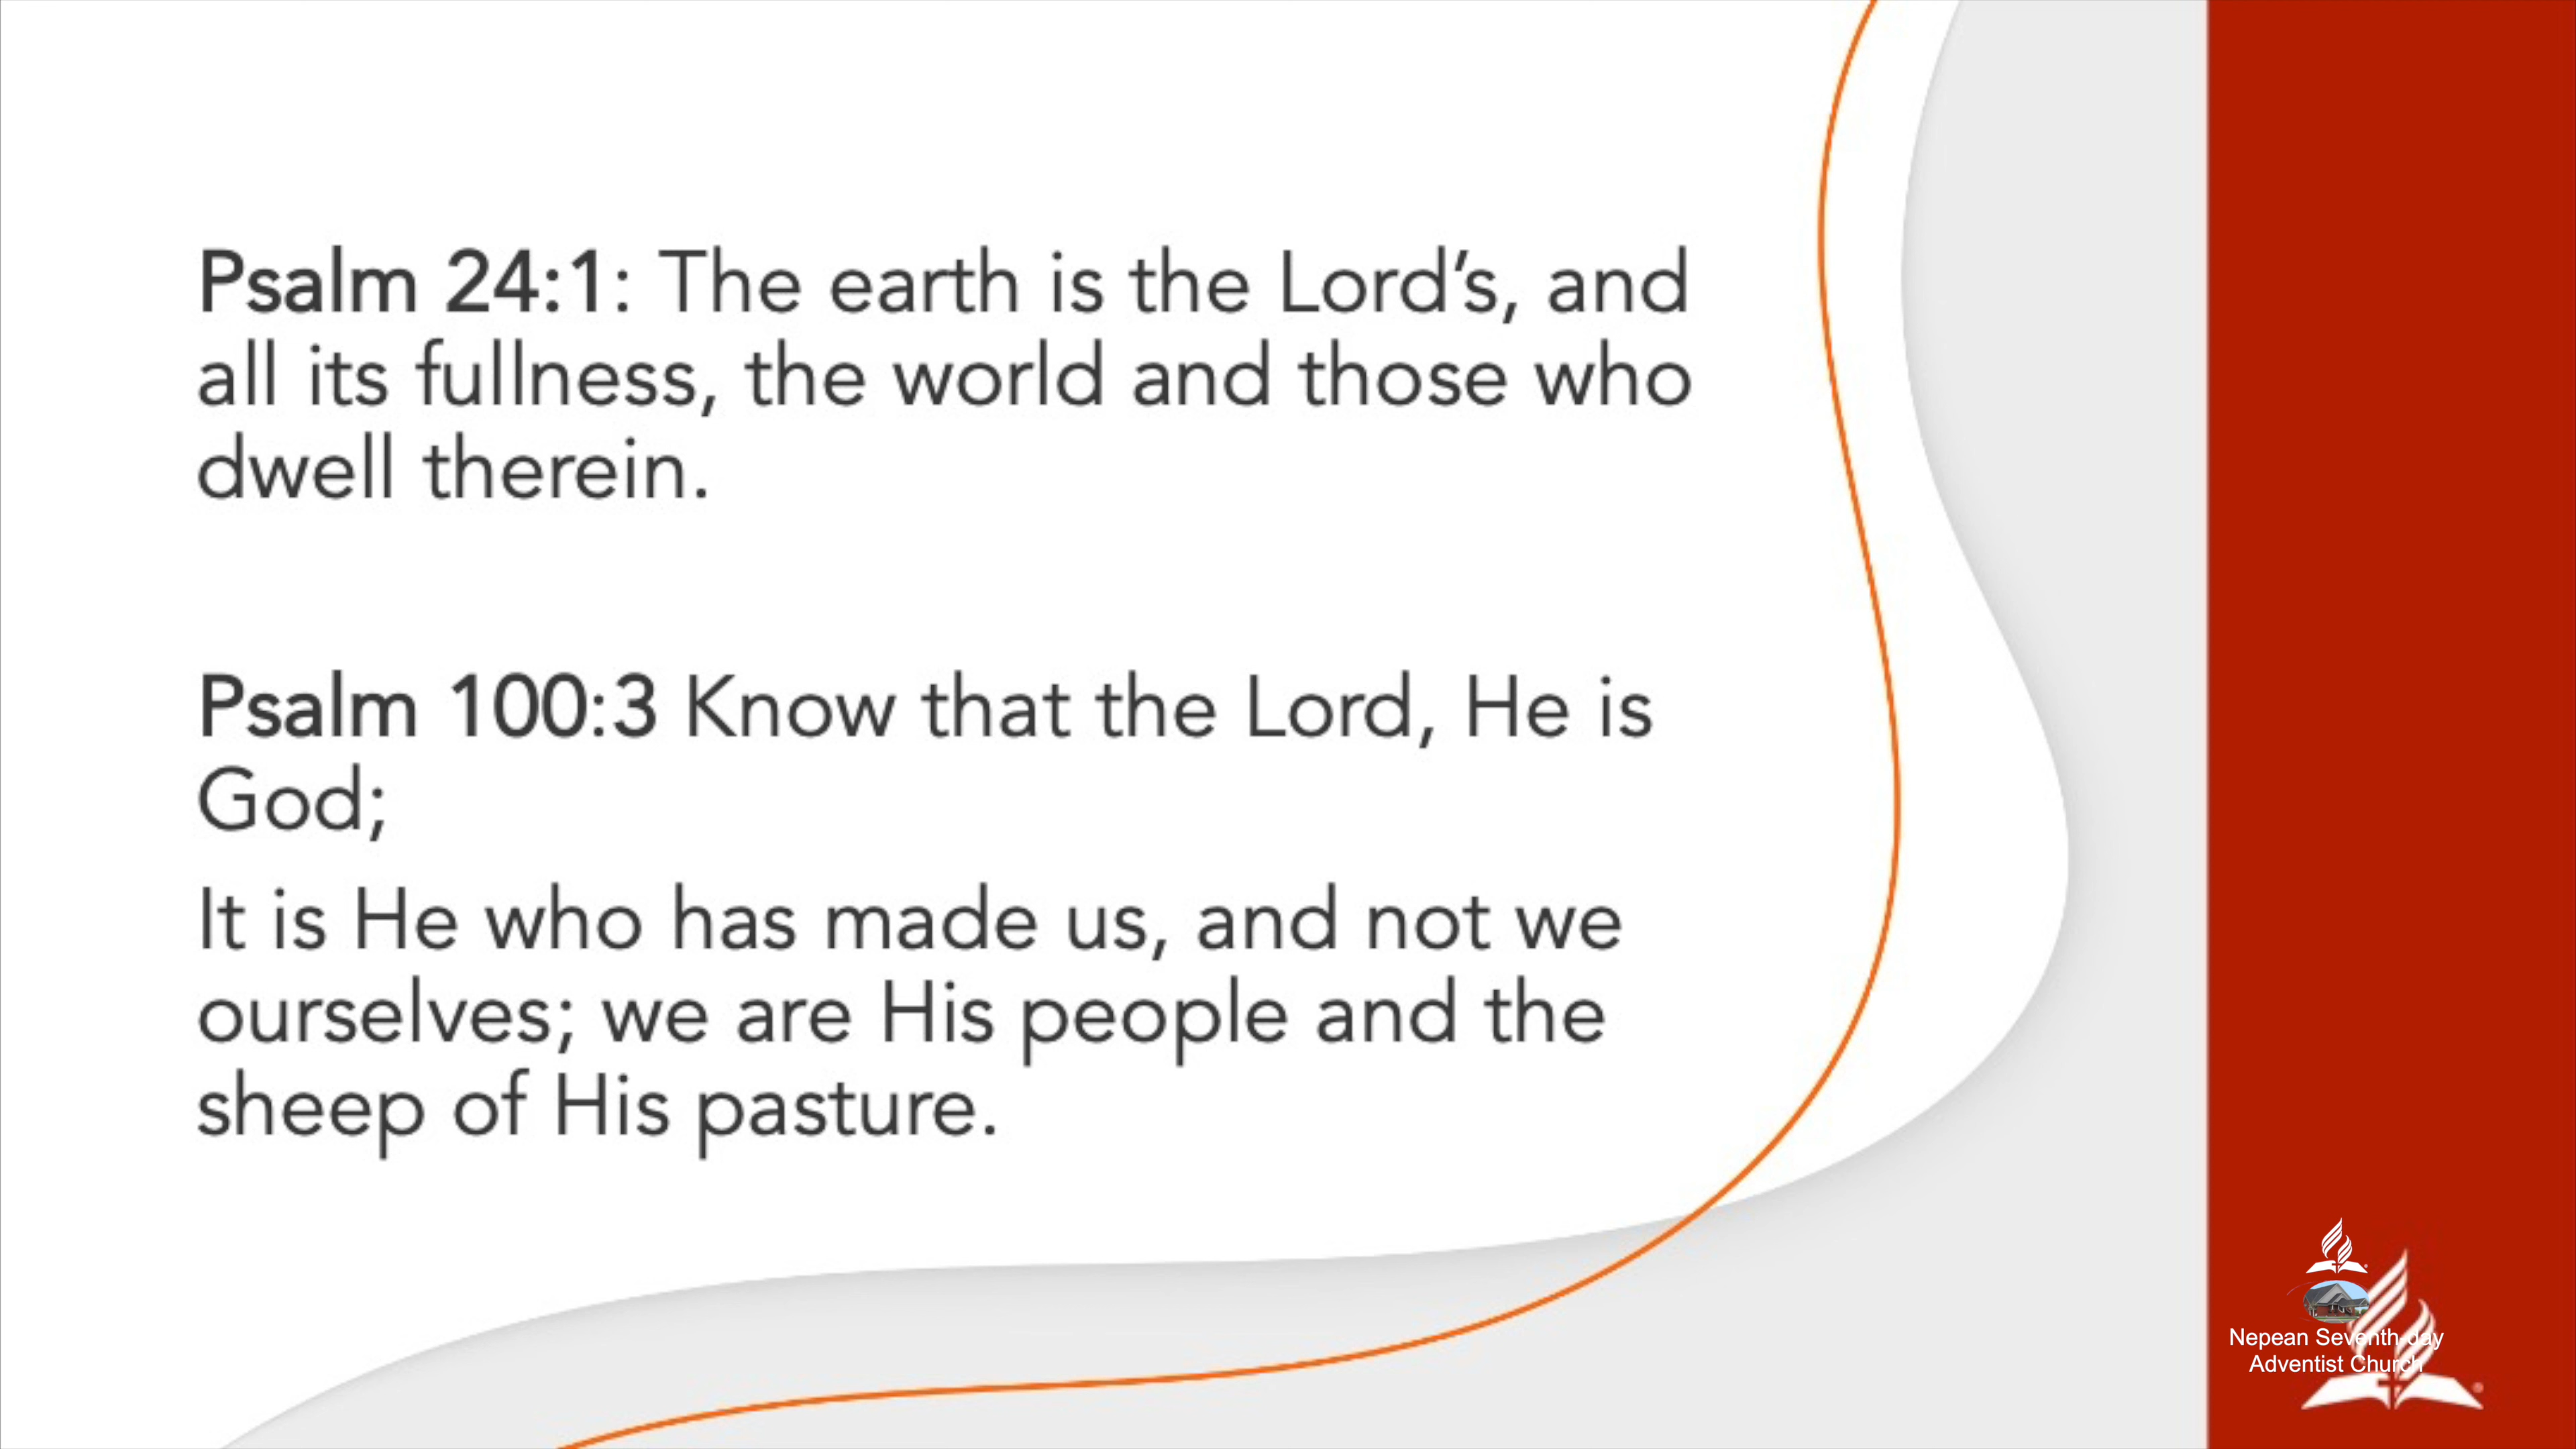 Psalm 24:1: The earth is the Lord’s, and
all its fullness, the world and those who
dwell therein.
Psalm 100:3 Know that the Lord, He is
God;
It is He who has made us, and not we
ourselves; we are His people and the
sheep of His pasture.
Nepean Seventh-day
Adventist Church